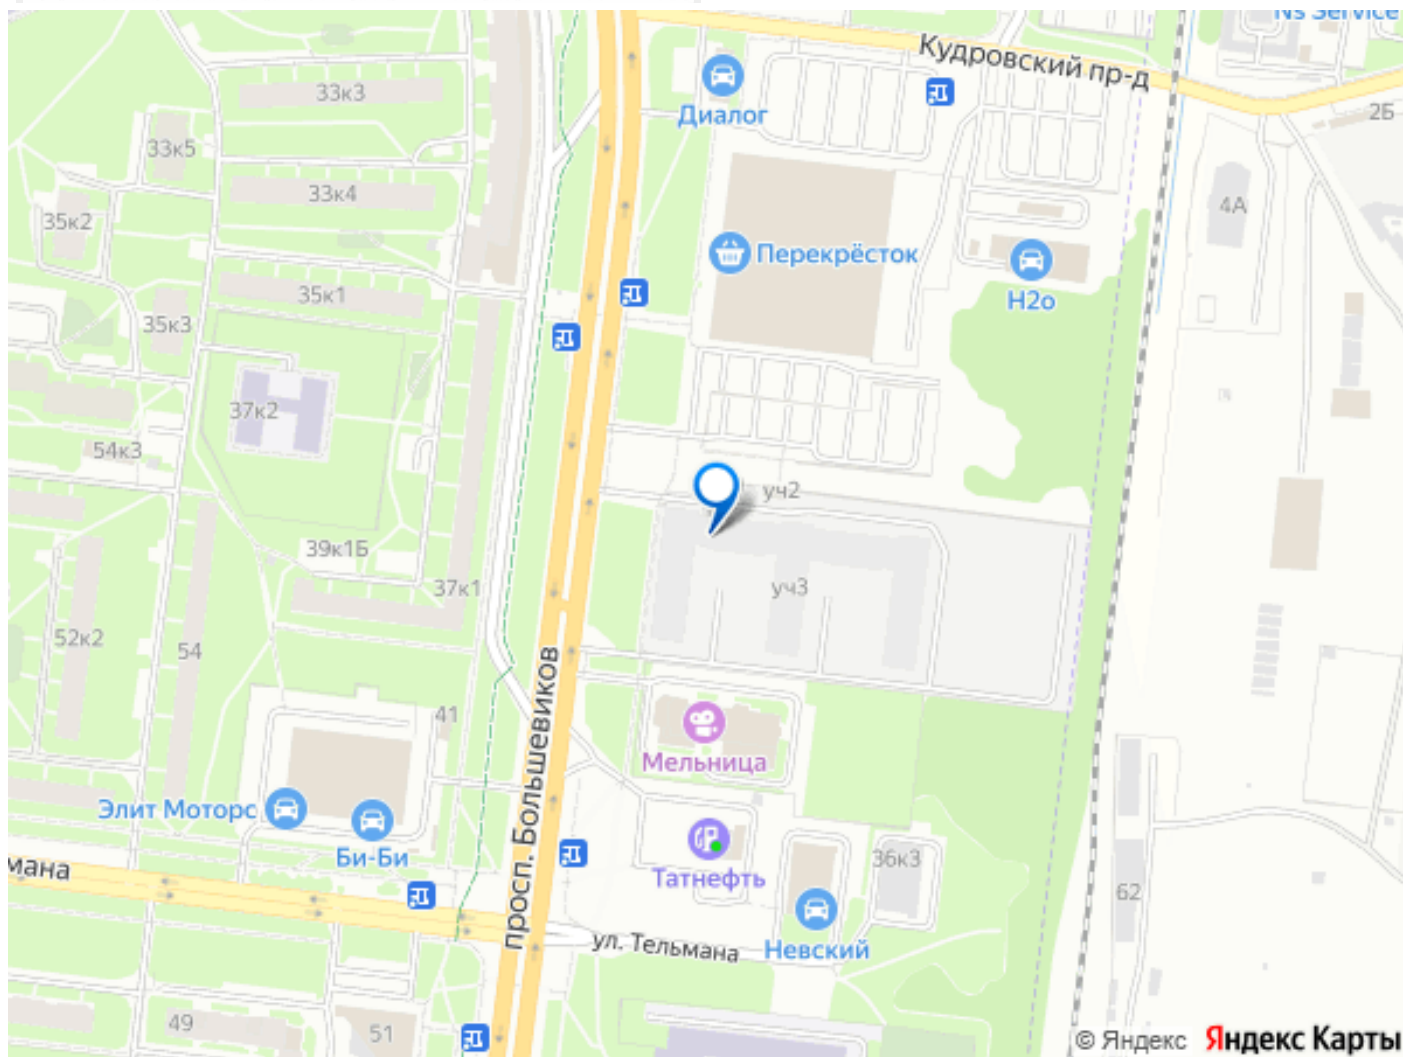 Ns Service
Кудровский пр-д
33к3
Диалог
2Б
33к5
33к4
4А
35к2
Перекрёсток
35к1
Н2о
35к3
37к2
54к3
уч2
39к1Б
37к1
уч3
52к2
54
просп. Большевиков
41
Мельница
Элит Моторс
Би-Би
Татнефть
36к3
62
мана
ул. Тельмана
Невский
49
51
© Яндекс Яндекс Карты